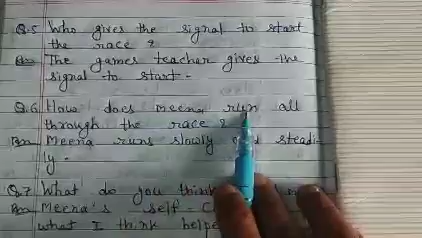 Q.5 Who gives the signal to start
the race ?
Ans The games teacher gives the
signal to start.
Q.6 How does meena run all
through the race ?
Ans Meena runs slowly and steadi-
ly.
Q.7 What do you think
Ans Meena's self-
what I think helpe